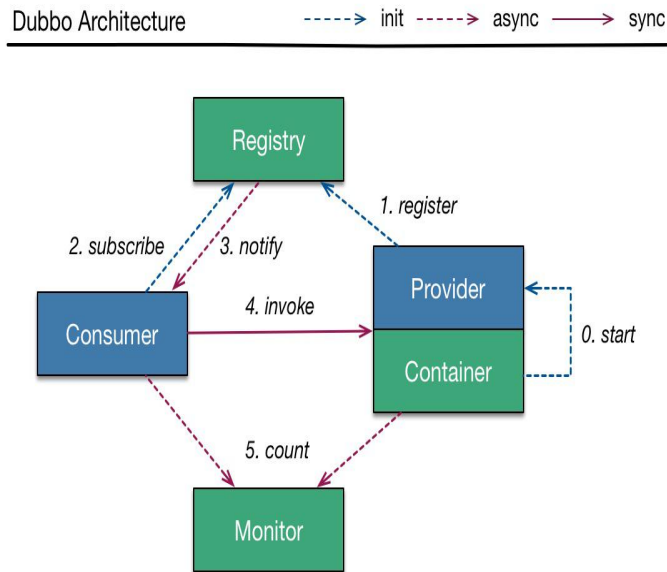 Dubbo Architecture
init
async
sync
Registry
1. register
2. subscribe
3. notify
Provider
4. invoke
Consumer
0. start
Container
5. count
Monitor